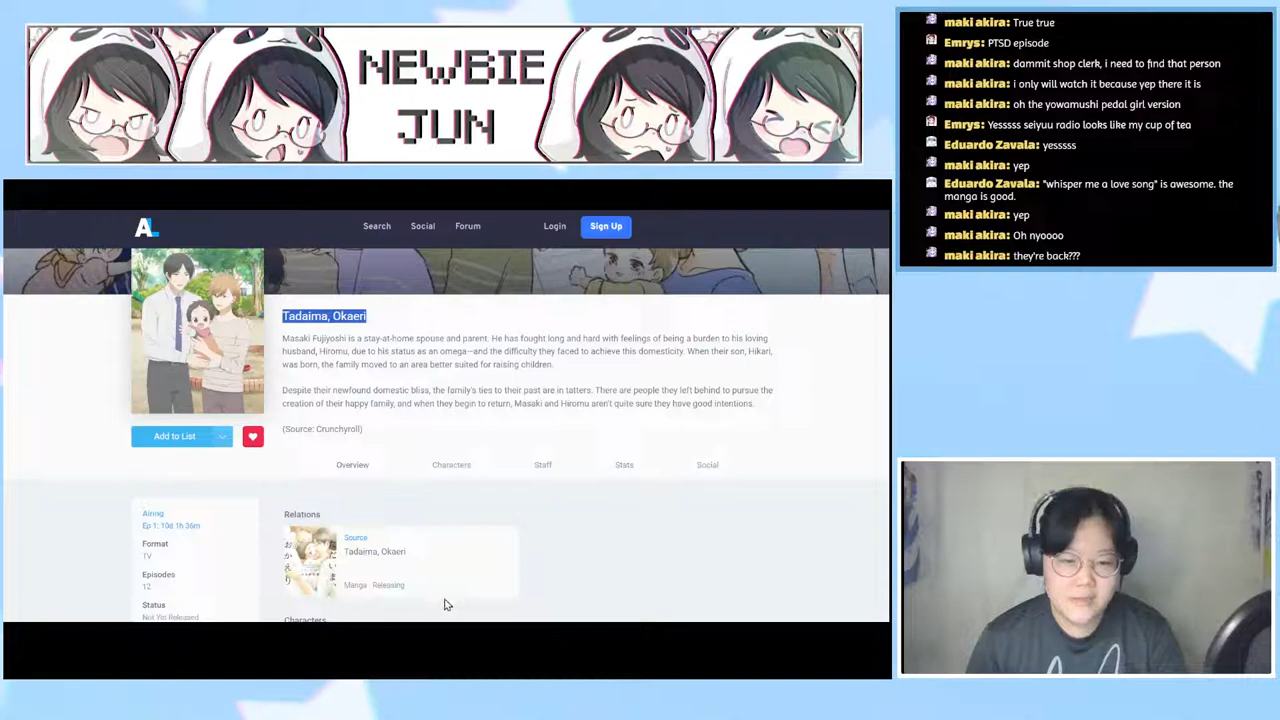 NEWBIE
JUN
maki akira: True true
Emrys: PTSD episode
maki akira: dammit shop clerk, i need to find that person
maki akira: i only will watch it because yep there it is
maki akira: oh the yowamushi pedal girl version
Emrys: Yesssss seiyuu radio looks like my cup of tea
Eduardo Zavala: yesssss
maki akira: yep
Eduardo Zavala: "whisper me a love song" is awesome. the
manga is good.
maki akira: yep
maki akira: Oh nyoooo
maki akira: they're back???
AL
Search Social Forum Login Sign Up
Tadaima, Okaeri
Masaki Fujiyoshi is a stay-at-home spouse and parent. He has fought long and hard with feelings of being a burden to his loving
husband, Hiromu, due to his status as an omega—and the difficulty they faced to achieve this domesticity. When their son, Hikari,
was born, the family moved to an area better suited for raising children.
Despite their newfound domestic bliss, the family's ties to their past are in tatters. There are people they left behind to pursue the
creation of their happy family, and when they begin to return, Masaki and Hiromu aren't quite sure they have good intentions.
(Source: Crunchyroll)
Add to List
Overview Characters Staff Stats Social
Airing
Ep 1: 10d 1h 36m
Format
TV
Episodes
12
Status
Not Yet Released
Relations
Source
Tadaima, Okaeri
Manga Releasing
Characters